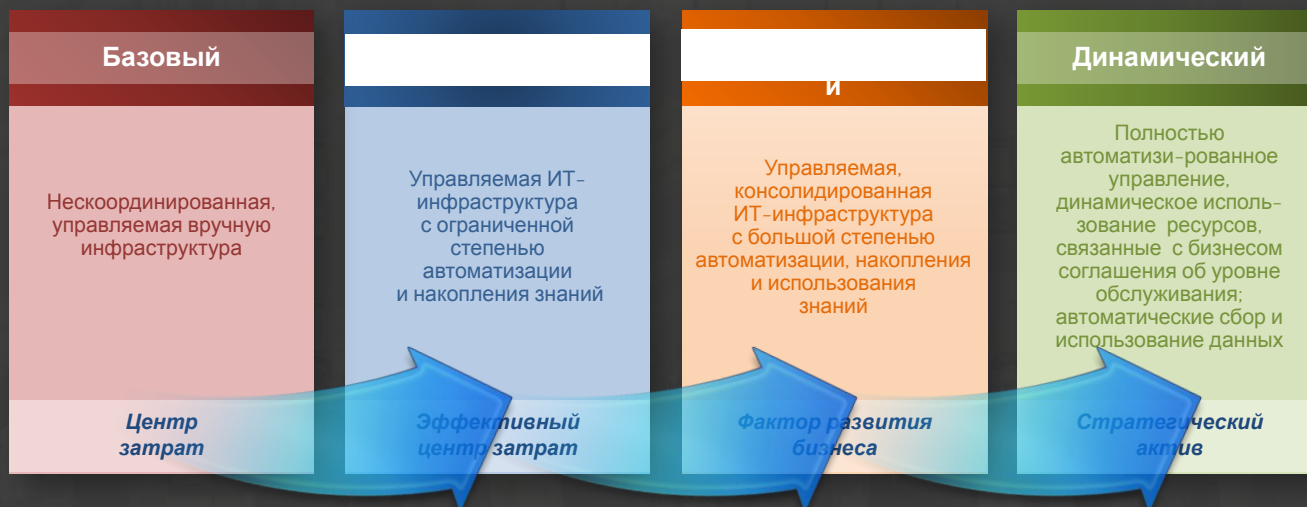 Базовый
Нескоординированная,
управляемая вручную
инфраструктура
Центр
затрат
Управляемая ИТ-
инфраструктура
с ограниченной
степенью
автоматизации
и накопления знаний
Эффективный
центр затрат
и
Управляемая,
консолидированная
ИТ-инфраструктура
с большой степенью
автоматизации, накопления
и использования
знаний
Фактор развития
бизнеса
Динамический
Полностью
автоматизи-рованное
управление,
динамическое исполь-
зование ресурсов,
связанные с бизнесом
соглашения об уровне
обслуживания;
автоматические сбор и
использование данных
Стратегический
актив